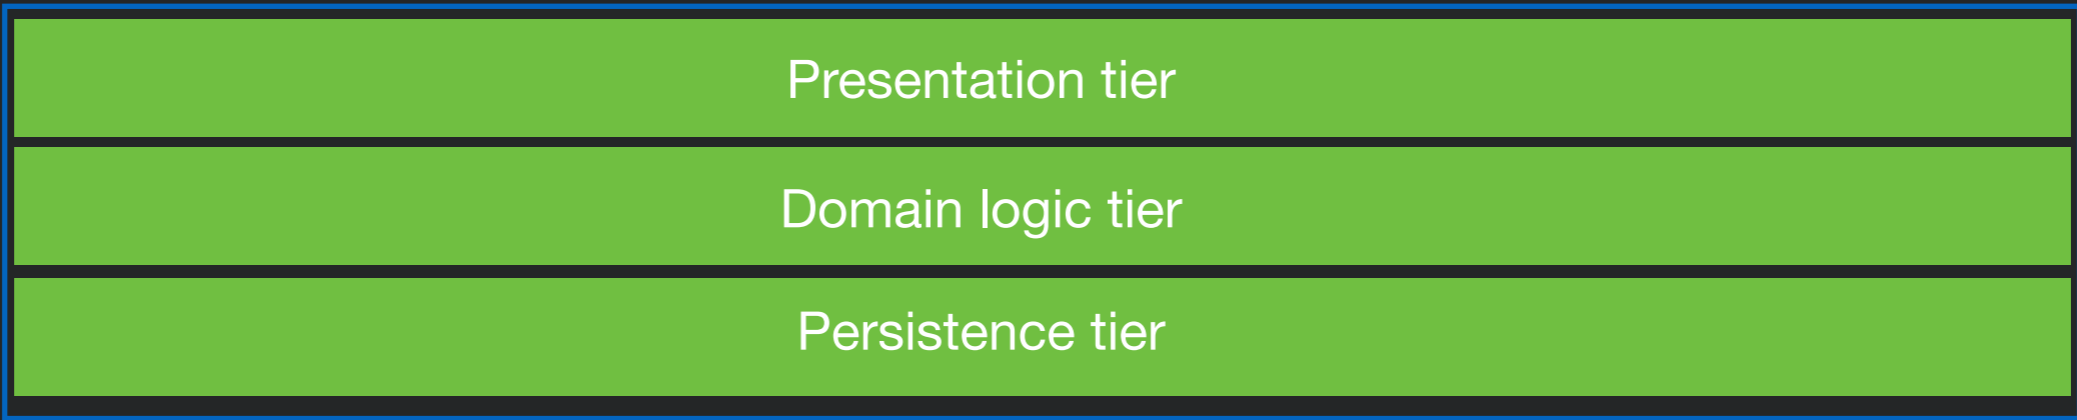 Presentation tier
Domain logic tier
Persistence tier